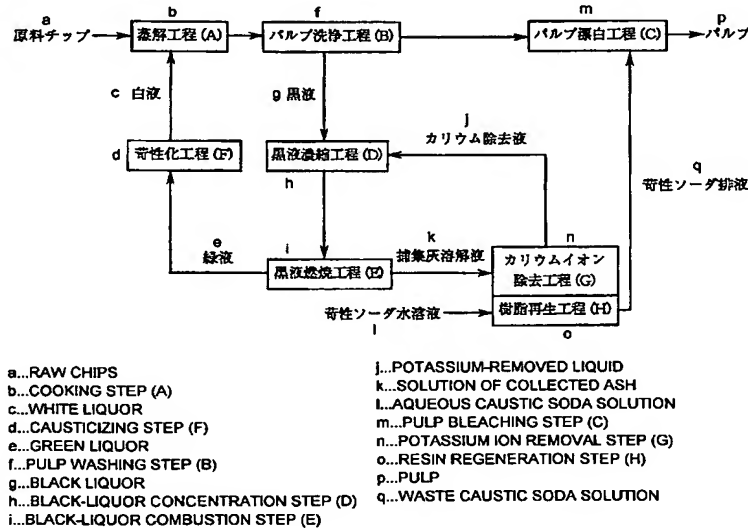 a
原料チップ
b
蒸解工程(A)
f
パルプ洗浄工程(B)
m
パルプ漂白工程(C)
p
パルプ
c 白液
g 黒液
j
カリウム除去液
d 苛性化工程(F)
黒液濃縮工程(D)
h
q
苛性ソーダ排液
e
緑液
i
黒液燃焼工程(E)
k
捕集灰溶解液
n
カリウムイオン
除去工程(G)
苛性ソーダ水溶液
l
樹脂再生工程(H)
o
a...RAW CHIPS
b...COOKING STEP (A)
c...WHITE LIQUOR
d...CAUSTICIZING STEP (F)
e...GREEN LIQUOR
f...PULP WASHING STEP (B)
g...BLACK LIQUOR
h...BLACK-LIQUOR CONCENTRATION STEP (D)
i...BLACK-LIQUOR COMBUSTION STEP (E)
j...POTASSIUM-REMOVED LIQUID
k...SOLUTION OF COLLECTED ASH
l...AQUEOUS CAUSTIC SODA SOLUTION
m...PULP BLEACHING STEP (C)
n...POTASSIUM ION REMOVAL STEP (G)
o...RESIN REGENERATION STEP (H)
p...PULP
q...WASTE CAUSTIC SODA SOLUTION